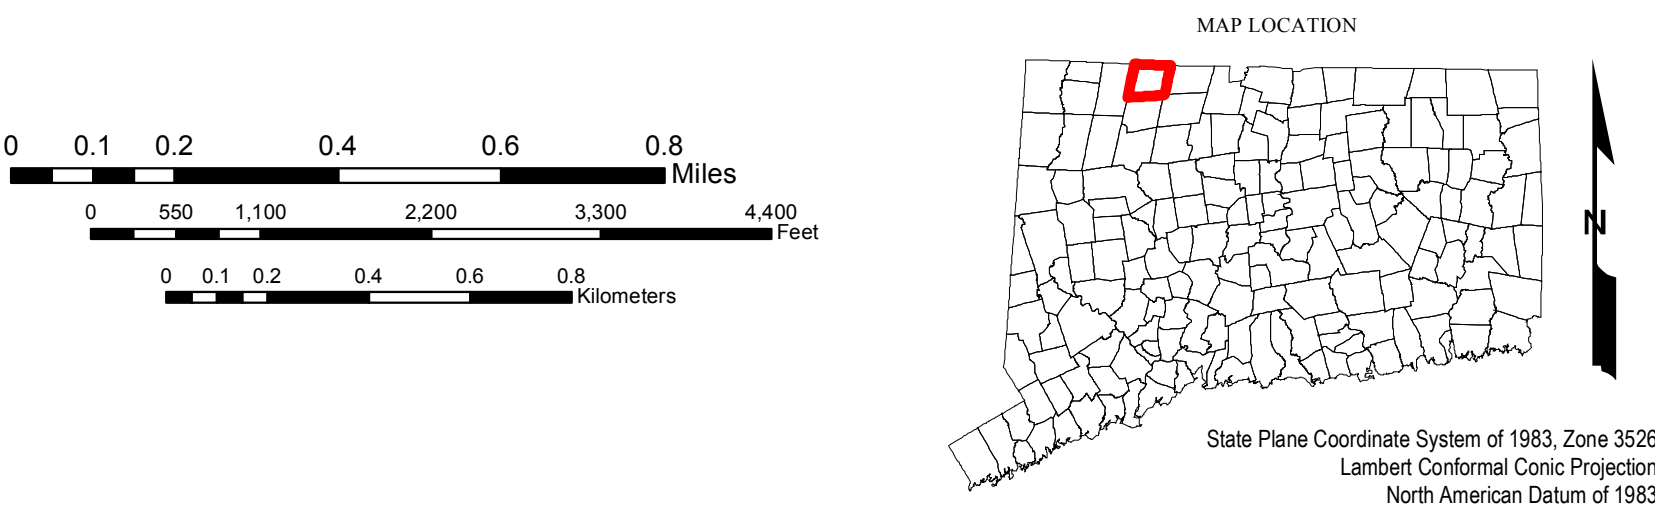 MAP LOCATION
0 0.1 0.2 0.4 0.6 0.8
Miles
0 550 1,100 2,200 3,300 4,400
Feet
0 0.1 0.2 0.4 0.6 0.8
Kilometers
N
State Plane Coordinate System of 1983, Zone 3526
Lambert Conformal Conic Projection
North American Datum of 1983